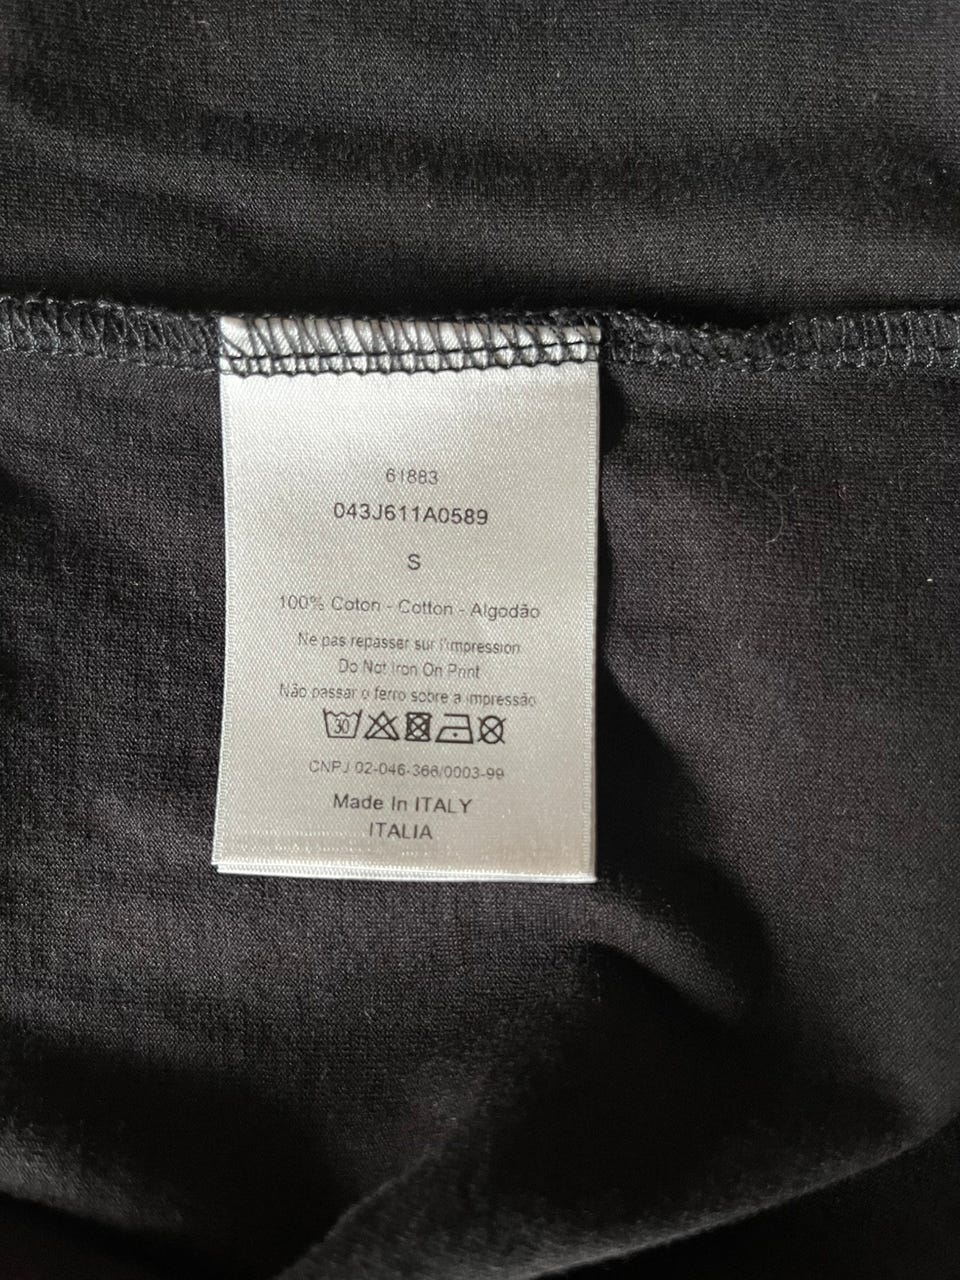 61883
043J611A0589
S
100% Coton - Cotton - Algodão
Ne pas repasser sur l'impression
Do Not Iron On Print
Não passar o ferro sobre a impressão
30
CNPJ 02-046-366/0003-99
Made In ITALY
ITALIA